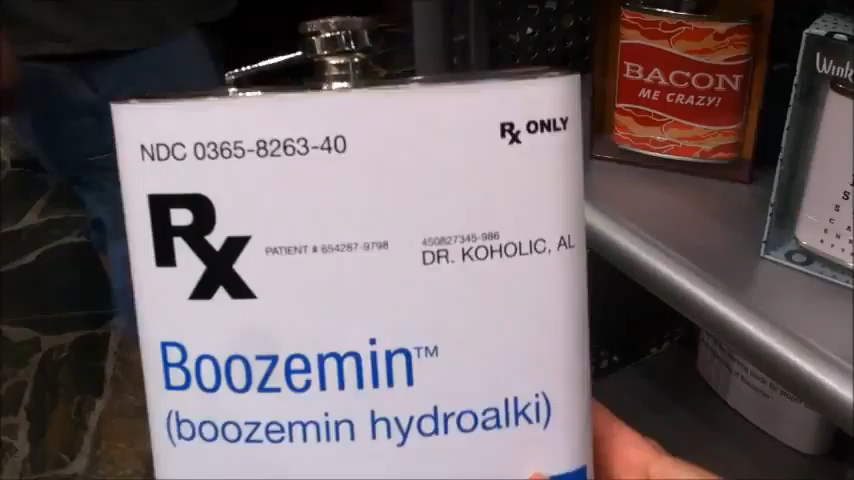 NDC 0365-8263-40
Rx ONLY
Rx
PATIENT # 654287-9798
450827345-986
DR. KOHOLIC, AL
Boozemin™
(boozemin hydroalki)
BACON
ME CRAZY!
Wink